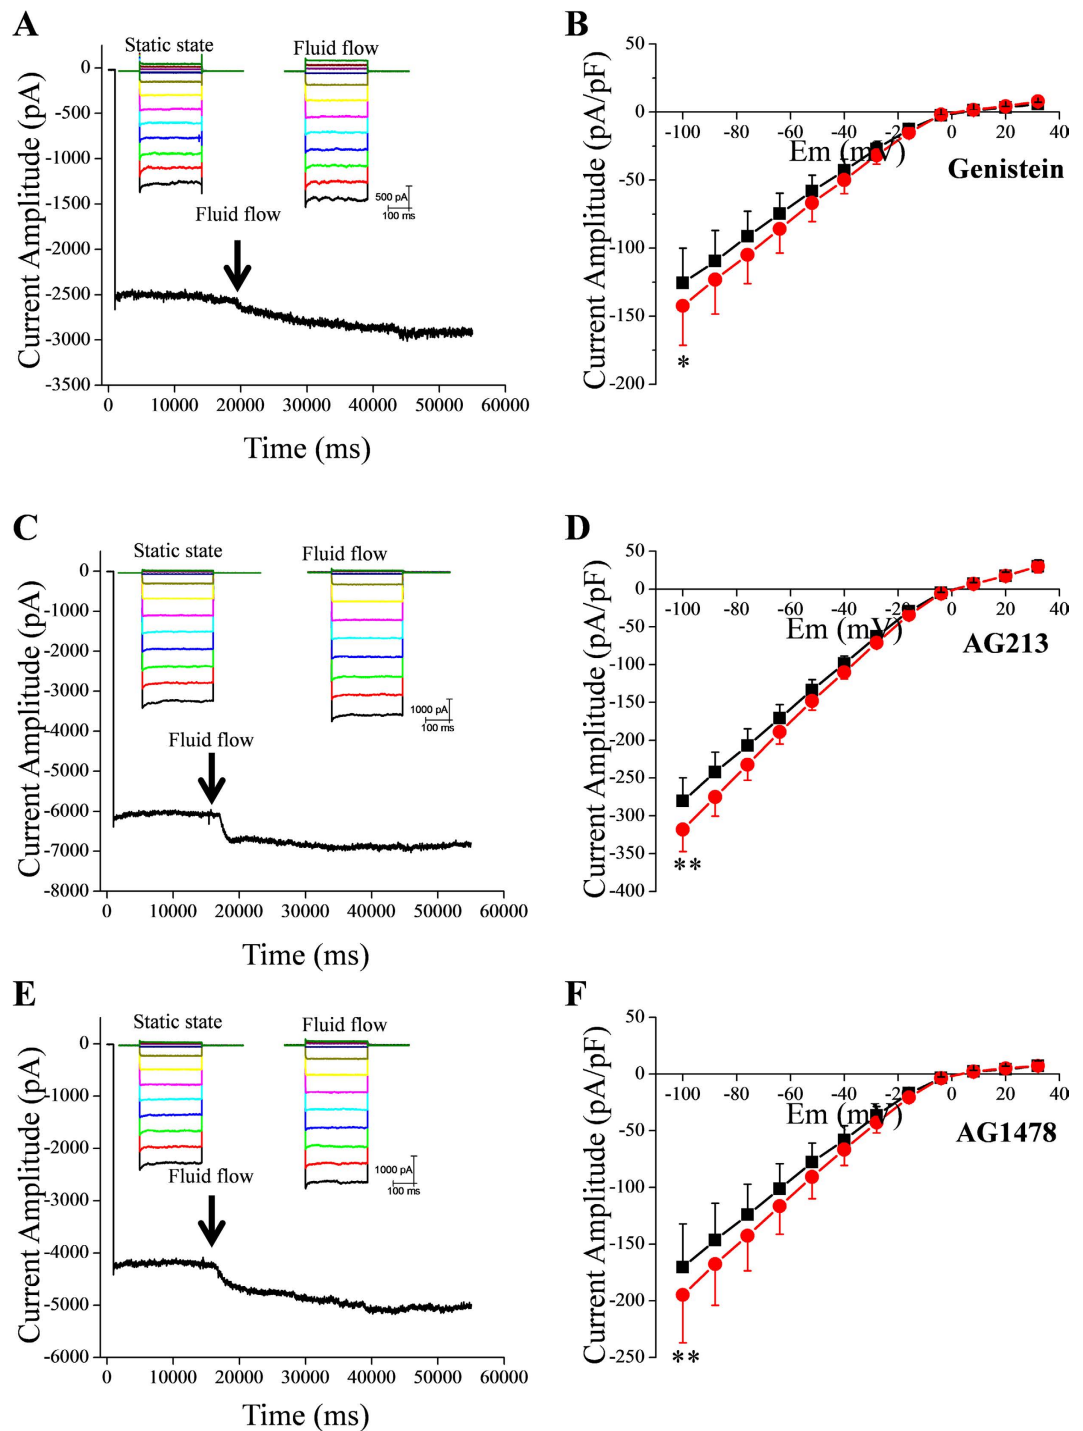 A
Static state
Fluid flow
0
-500
-1000
-1500
-2000
-2500
-3000
-3500
Current Amplitude (pA)
500 pA
100 ms
Fluid flow
0 10000 20000 30000 40000 50000 60000
Time (ms)
B
50
0
-50
-100
-150
-200
Current Amplitude (pA/pF)
-100 -80 -60 -40 -20 0 20 40
Em (mV)
Genistein
*
C
Static state
Fluid flow
0
-1000
-2000
-3000
-4000
-5000
-6000
-7000
-8000
Current Amplitude (pA)
1000 pA
100 ms
Fluid flow
0 10000 20000 30000 40000 50000 60000
Time (ms)
D
50
0
-50
-100
-150
-200
-250
-300
-350
-400
Current Amplitude (pA/pF)
-100 -80 -60 -40 -20 0 20 40
Em (mV)
AG213
**
E
Static state
Fluid flow
0
-1000
-2000
-3000
-4000
-5000
-6000
Current Amplitude (pA)
1000 pA
100 ms
Fluid flow
0 10000 20000 30000 40000 50000 60000
Time (ms)
F
50
0
-50
-100
-150
-200
-250
Current Amplitude (pA/pF)
-100 -80 -60 -40 -20 0 20 40
Em (mV)
AG1478
**